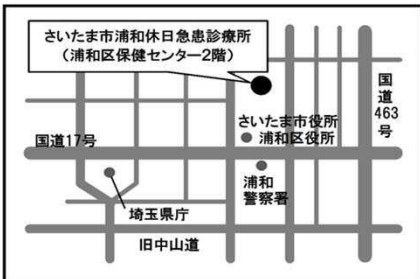 さいたま市浦和休日急患診療所
(浦和区保健センター2階)
国道
463
号
さいたま市役所
浦和区役所
国道17号
浦和
警察署
埼玉県庁
旧中山道